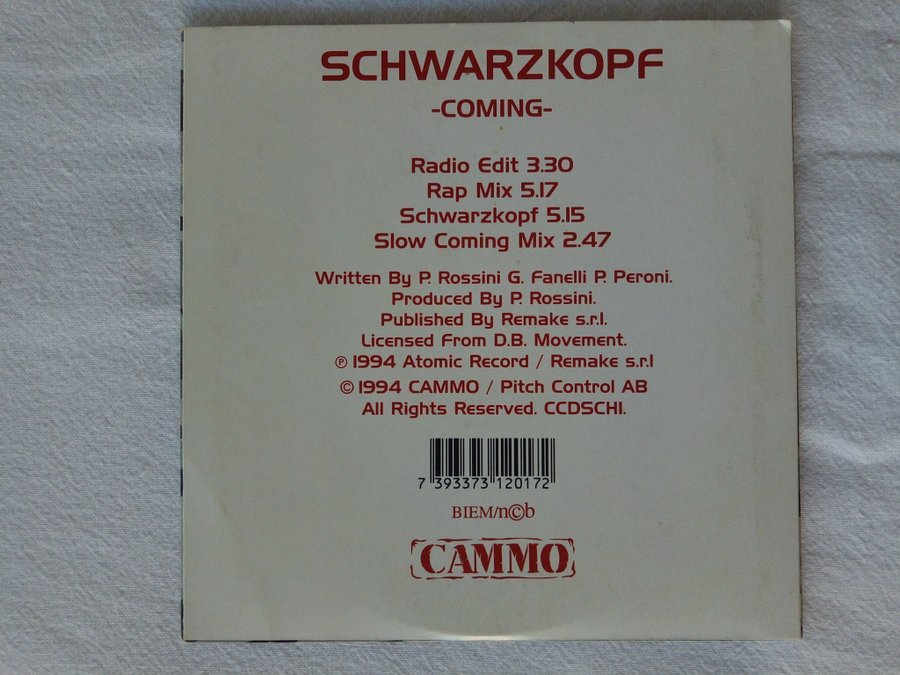 SCHWARZKOPF
-COMING-
Radio Edit 3.30
Rap Mix 5.17
Schwarzkopf 5.15
Slow Coming Mix 2.47
Written By P. Rossini G. Fanelli P. Peroni.
Produced By P. Rossini.
Published By Remake s.r.l.
Licensed From D.B. Movement.
℗ 1994 Atomic Record / Remake s.r.l
© 1994 CAMMO / Pitch Control AB
All Rights Reserved. CCDSCH1.
7 393373 120172
BIEM/n©b
CAMMO